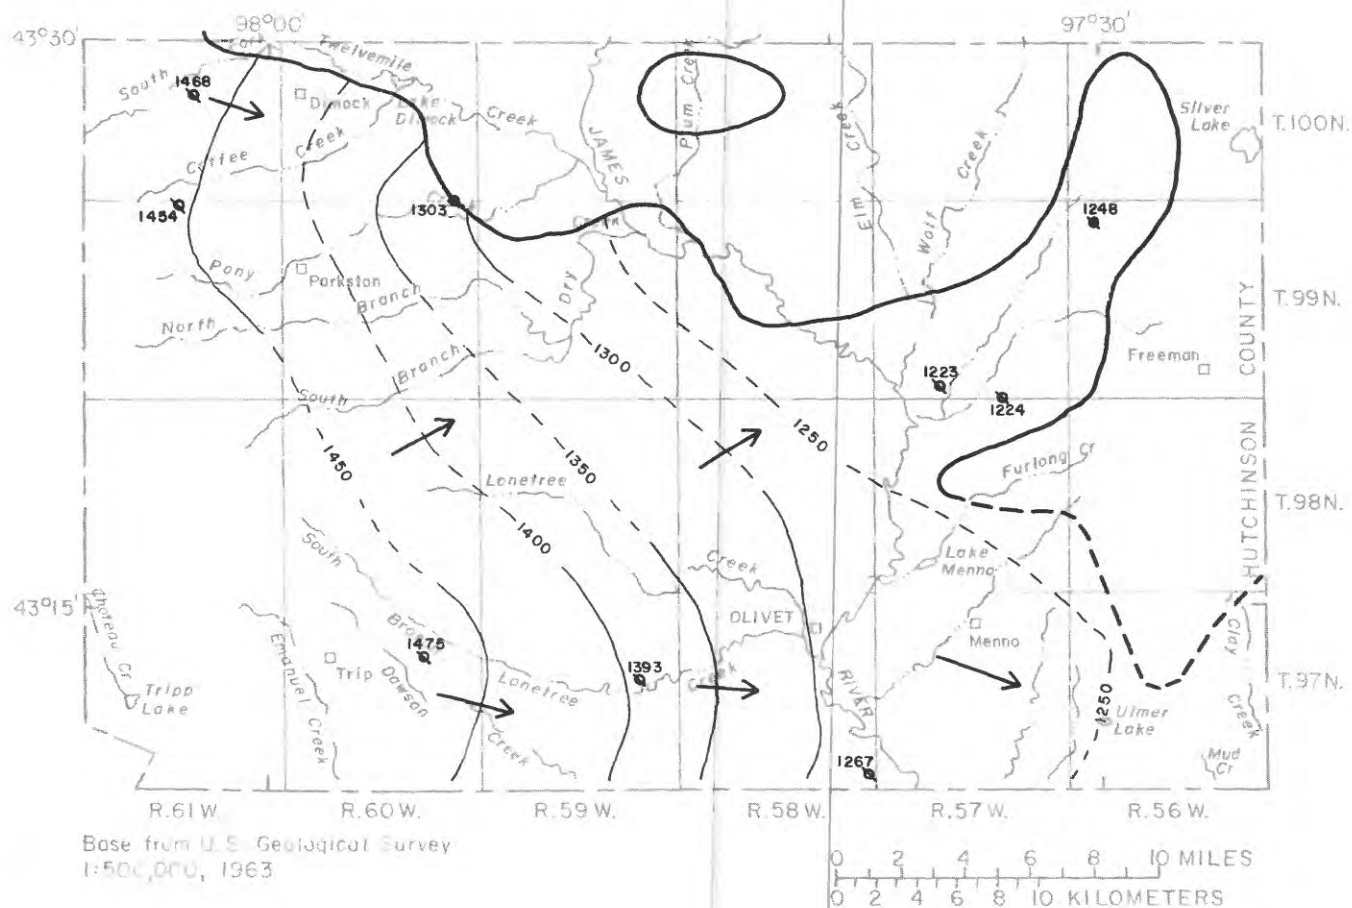 98°00'
97°30'
43°30'
Twelvemile
South
1468
Dimock
Lake
Dimock
Creek
JAMES
Plum Creek
Elm Creek
Wolf Creek
Silver
Lake
T.100N.
Coffee Creek
1454
1303
1248
Pony
Parkston
Branch
North
Dry
Creek
T.99N.
1300
Branch
South
1223
1224
Freeman
HUTCHINSON COUNTY
1250
1450
1350
Lonetree
Furlong Cr
1400
T.98N.
South
Creek
Lake
Menno
43°15'
Choteau Cr
OLIVET
Menno
Clay
Creek
Emanuel Creek
1475
Trip
Dawson
Creek
Lonetree
1393
Creek
RIVER
T.97N.
Tripp
Lake
1250
Ulmer
Lake
Mud
Cr
1267
R.61W.
R.60W.
R.59W.
R.58W.
R.57W.
R.56W.
Base from U.S. Geological Survey
1:500,000, 1963
0 2 4 6 8 10 MILES
0 2 4 6 8 10 KILOMETERS